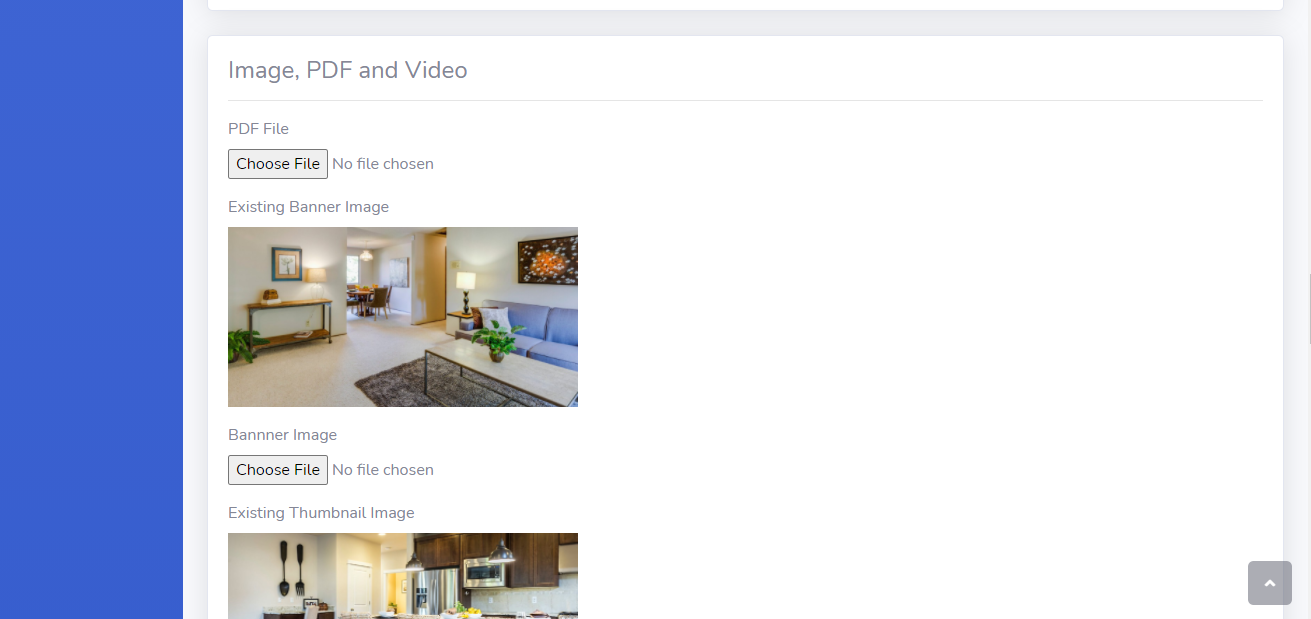 Image, PDF and Video
PDF File
Choose File No file chosen
Existing Banner Image
Bannner Image
Choose File No file chosen
Existing Thumbnail Image